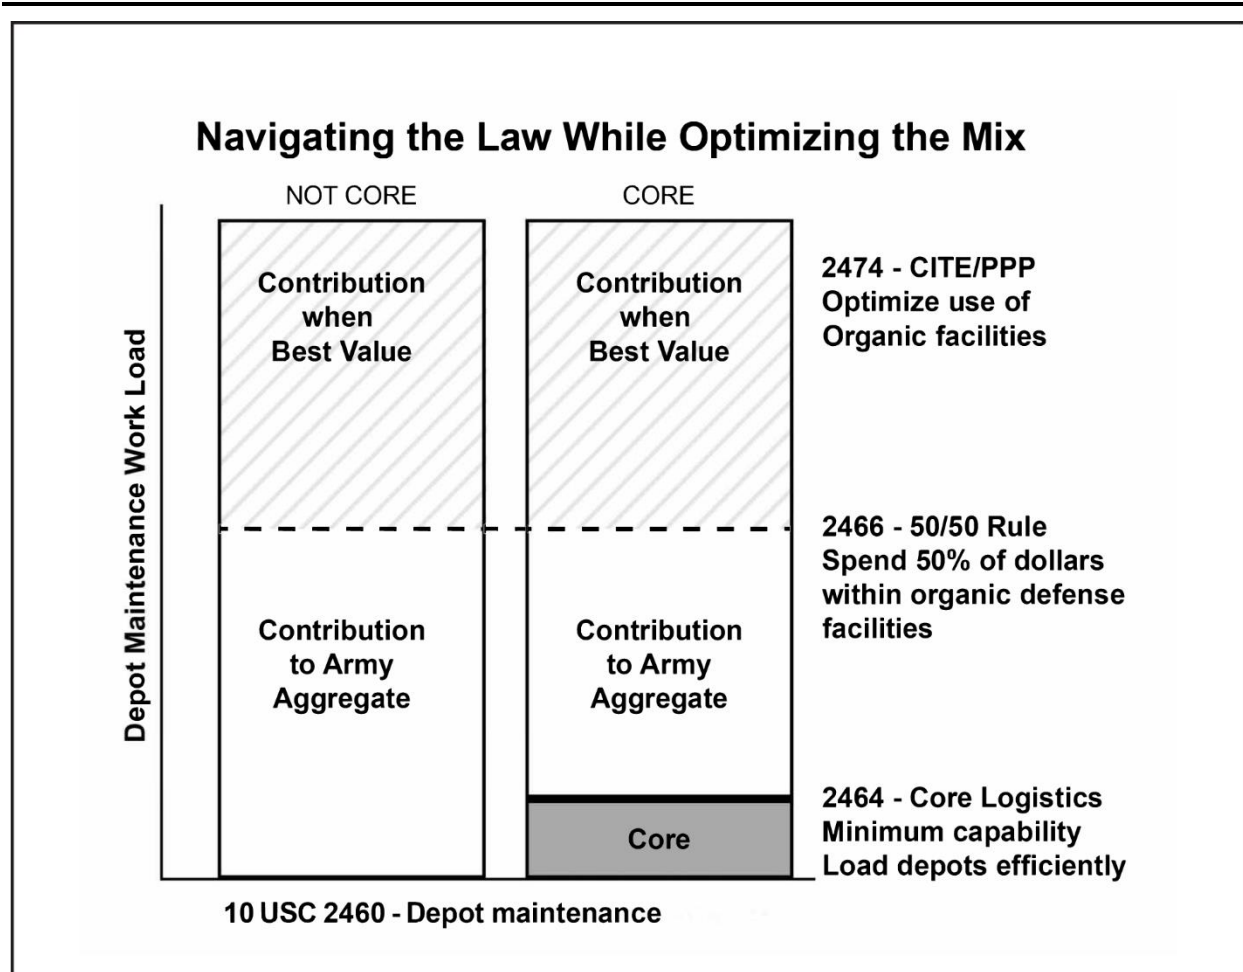 Navigating the Law While Optimizing the Mix
NOT CORE
CORE
Depot Maintenance Work Load
Contribution
when
Best Value
Contribution
when
Best Value
2474 - CITE/PPP
Optimize use of
Organic facilities
2466 - 50/50 Rule
Spend 50% of dollars
within organic defense
facilities
Contribution
to Army
Aggregate
Contribution
to Army
Aggregate
2464 - Core Logistics
Minimum capability
Load depots efficiently
Core
10 USC 2460 - Depot maintenance